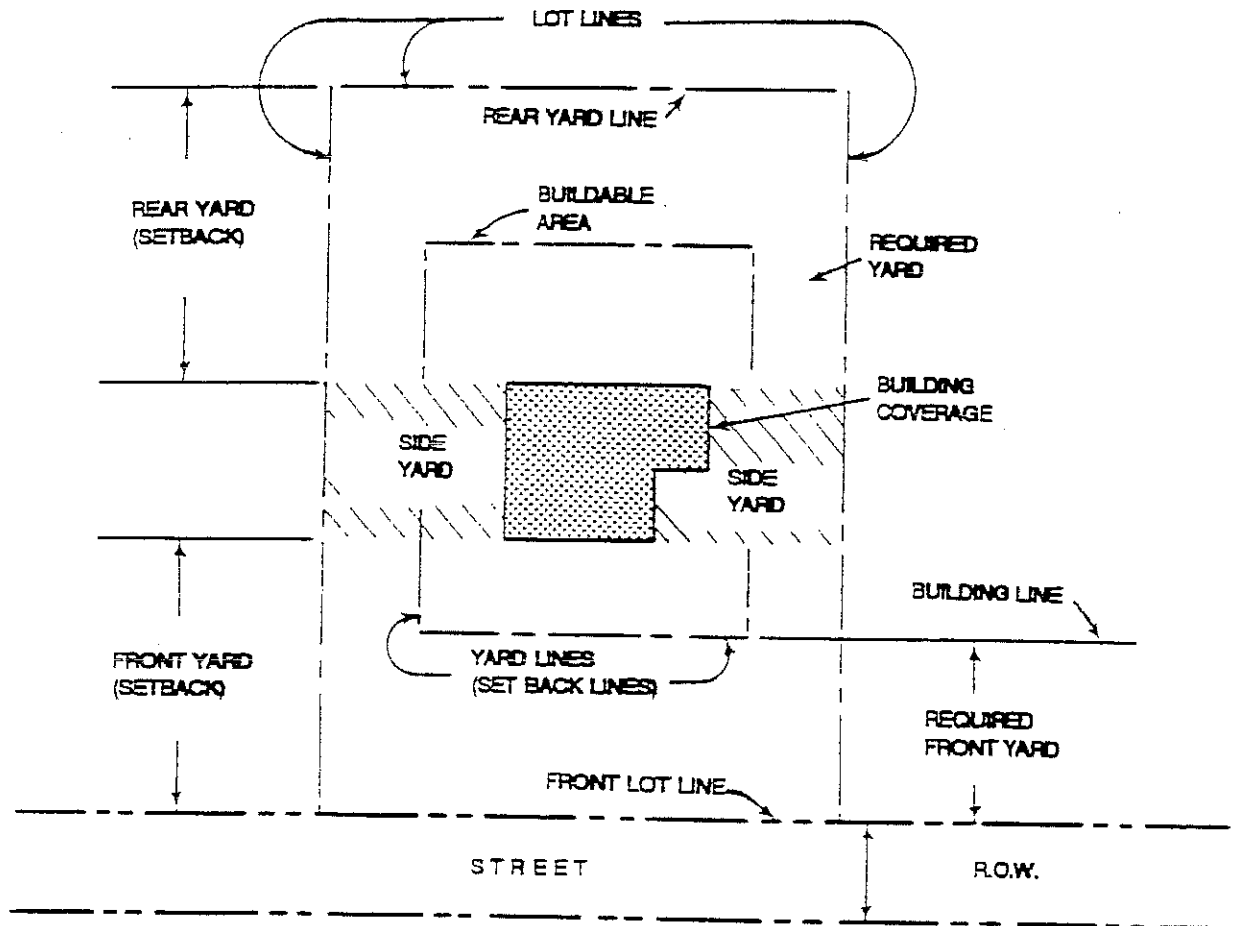 LOT LINES
REAR YARD LINE
BUILDABLE
AREA
REAR YARD
(SETBACK)
REQUIRED
YARD
BUILDING
COVERAGE
SIDE
YARD
SIDE
YARD
BUILDING LINE
FRONT YARD
(SETBACK)
YARD LINES
(SET BACK LINES)
REQUIRED
FRONT YARD
FRONT LOT LINE
STREET
R.O.W.